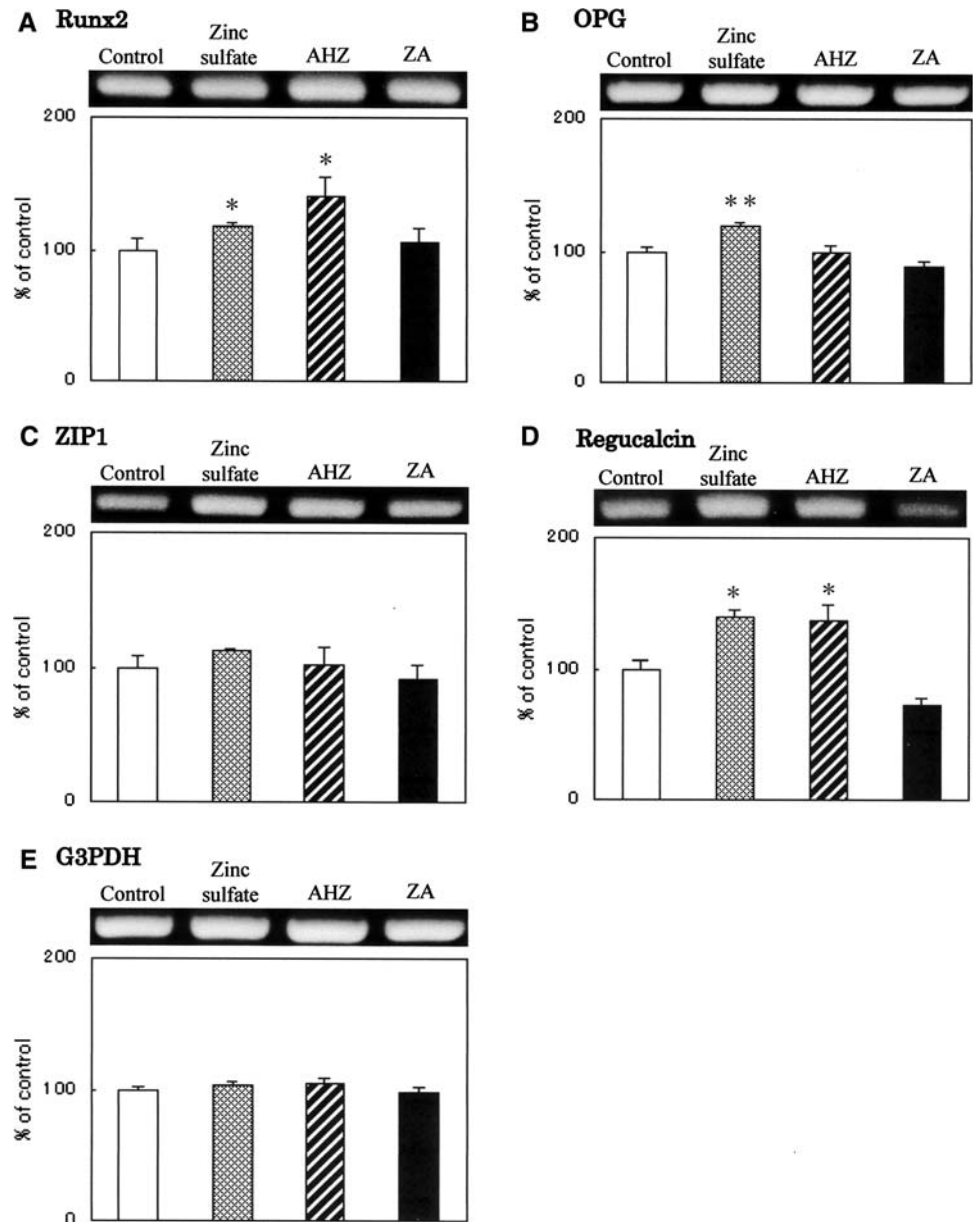 A Runx2
Control Zinc sulfate AHZ ZA
200
100
0
% of control
*
*
B OPG
Control Zinc sulfate AHZ ZA
200
100
0
% of control
**
C ZIP1
Control Zinc sulfate AHZ ZA
200
100
0
% of control
D Regucalcin
Control Zinc sulfate AHZ ZA
200
100
0
% of control
*
*
E G3PDH
Control Zinc sulfate AHZ ZA
200
100
0
% of control